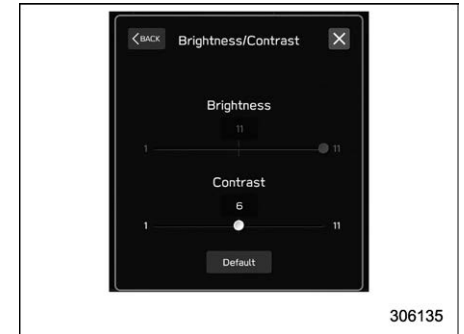 BACK Brightness/Contrast X
Brightness
11
1 11
Contrast
6
1 11
Default
306135